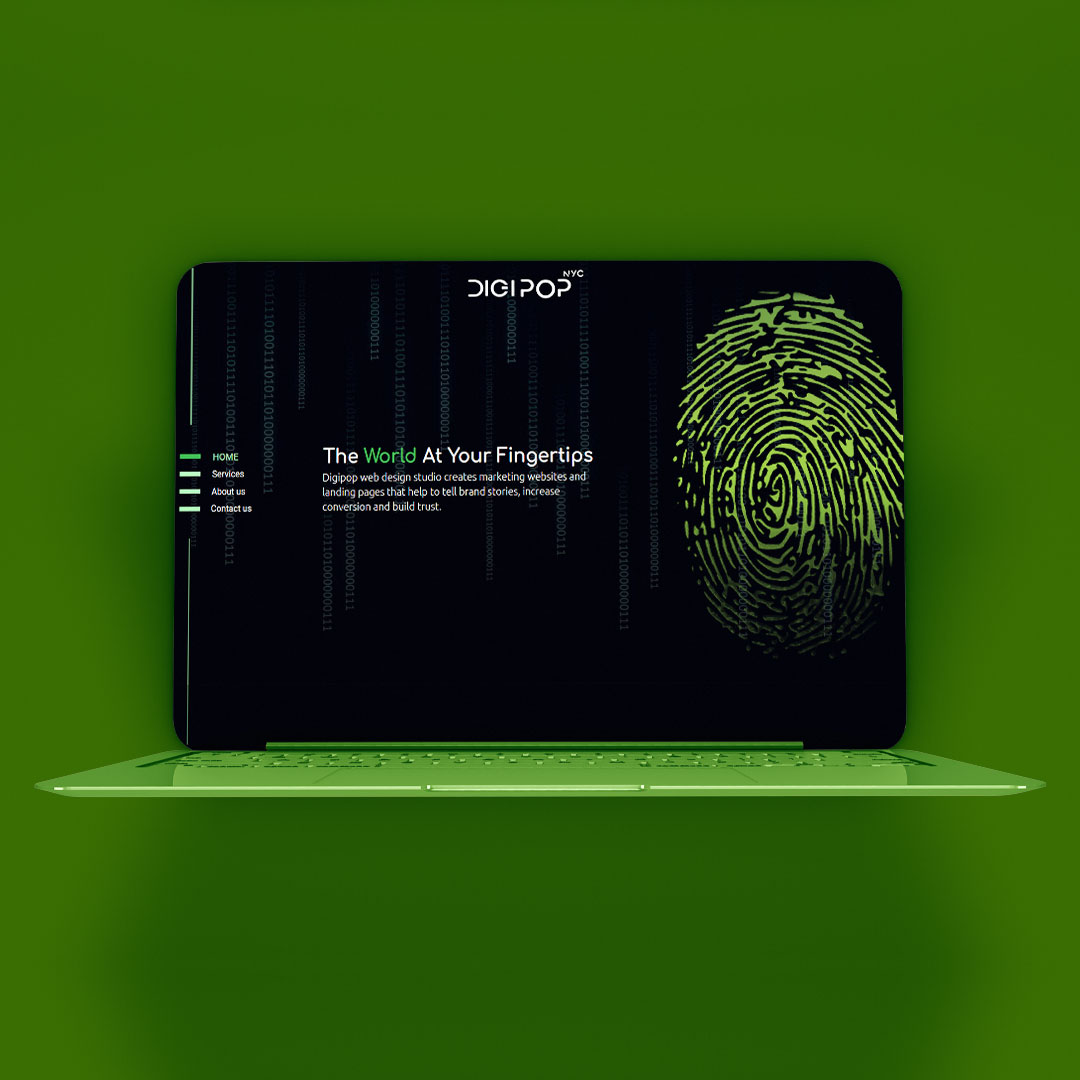 DIGIPOP NYC
HOME
Services
About us
Contact us
The World At Your Fingertips
Digipop web design studio creates marketing websites and
landing pages that help to tell brand stories, increase
conversion and build trust.